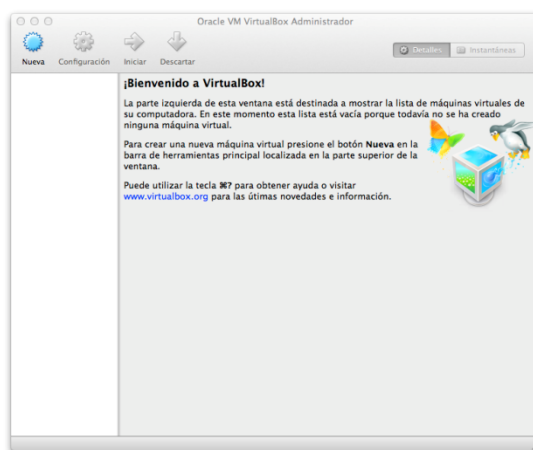 Oracle VM VirtualBox Administrador
Nueva
Configuración
Iniciar
Descartar
Detalles
Instantáneas
¡Bienvenido a VirtualBox!
La parte izquierda de esta ventana está destinada a mostrar la lista de máquinas virtuales de
su computadora. En este momento esta lista está vacía porque todavía no se ha creado
ninguna máquina virtual.
Para crear una nueva máquina virtual presione el botón Nueva en la
barra de herramientas principal localizada en la parte superior de la
ventana.
Puede utilizar la tecla ⌘? para obtener ayuda o visitar
www.virtualbox.org para las útimas novedades e información.